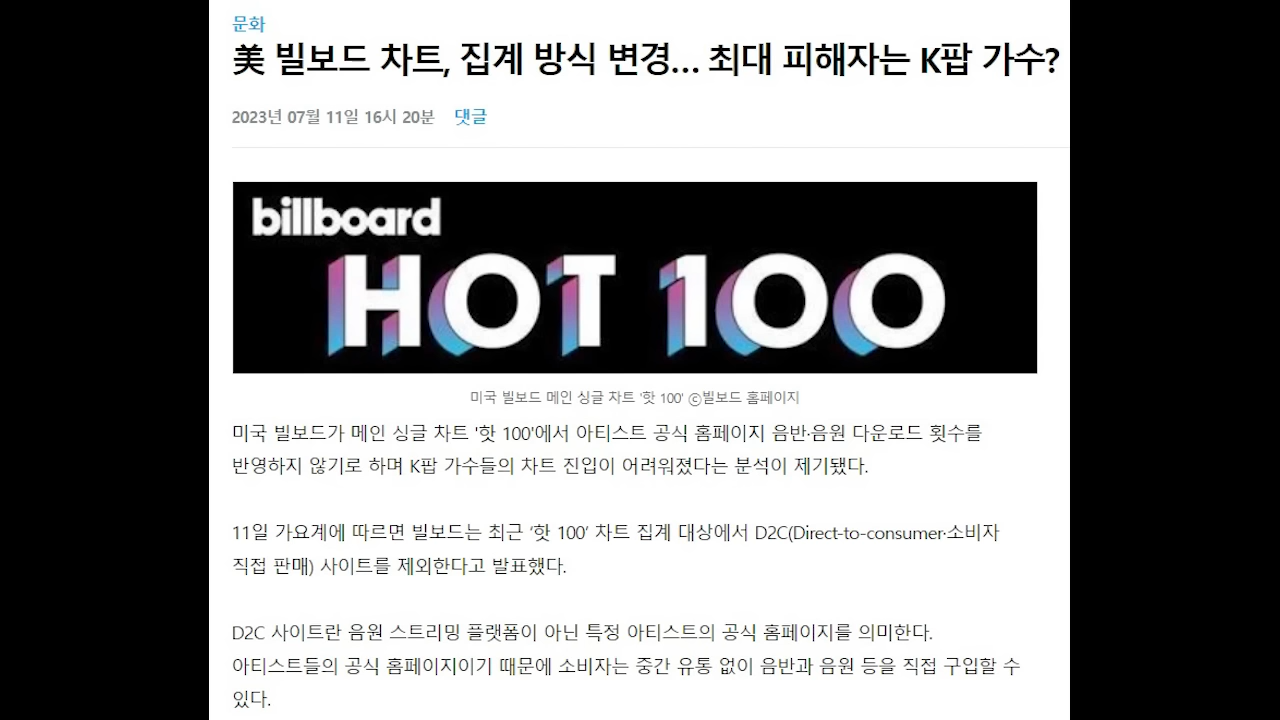 문화
美 빌보드 차트, 집계 방식 변경... 최대 피해자는 K팝 가수?
2023년 07월 11일 16시 20분 댓글
billboard
HOT 100
미국 빌보드 메인 싱글 차트 '핫 100' ⓒ빌보드 홈페이지
미국 빌보드가 메인 싱글 차트 '핫 100'에서 아티스트 공식 홈페이지 음반·음원 다운로드 횟수를
반영하지 않기로 하며 K팝 가수들의 차트 진입이 어려워졌다는 분석이 제기됐다.
11일 가요계에 따르면 빌보드는 최근 ‘핫 100’ 차트 집계 대상에서 D2C(Direct-to-consumer·소비자
직접 판매) 사이트를 제외한다고 발표했다.
D2C 사이트란 음원 스트리밍 플랫폼이 아닌 특정 아티스트의 공식 홈페이지를 의미한다.
아티스트들의 공식 홈페이지이기 때문에 소비자는 중간 유통 없이 음반과 음원 등을 직접 구입할 수
있다.